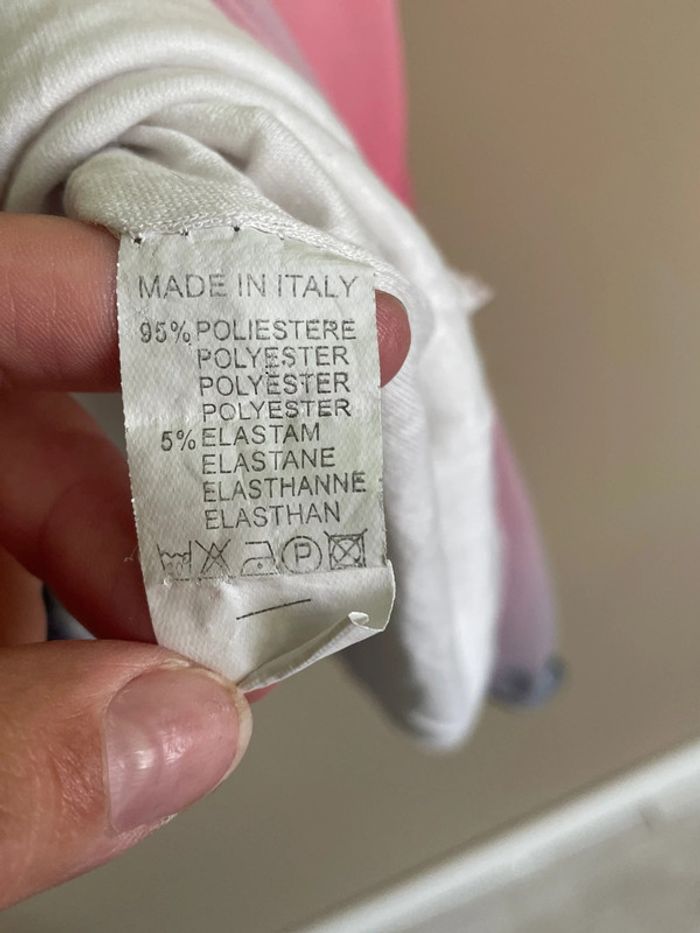 MADE IN ITALY
95% POLIESTERE
POLYESTER
POLYESTER
POLYESTER
5% ELASTAM
ELASTANE
ELASTHANNE
ELASTHAN
P